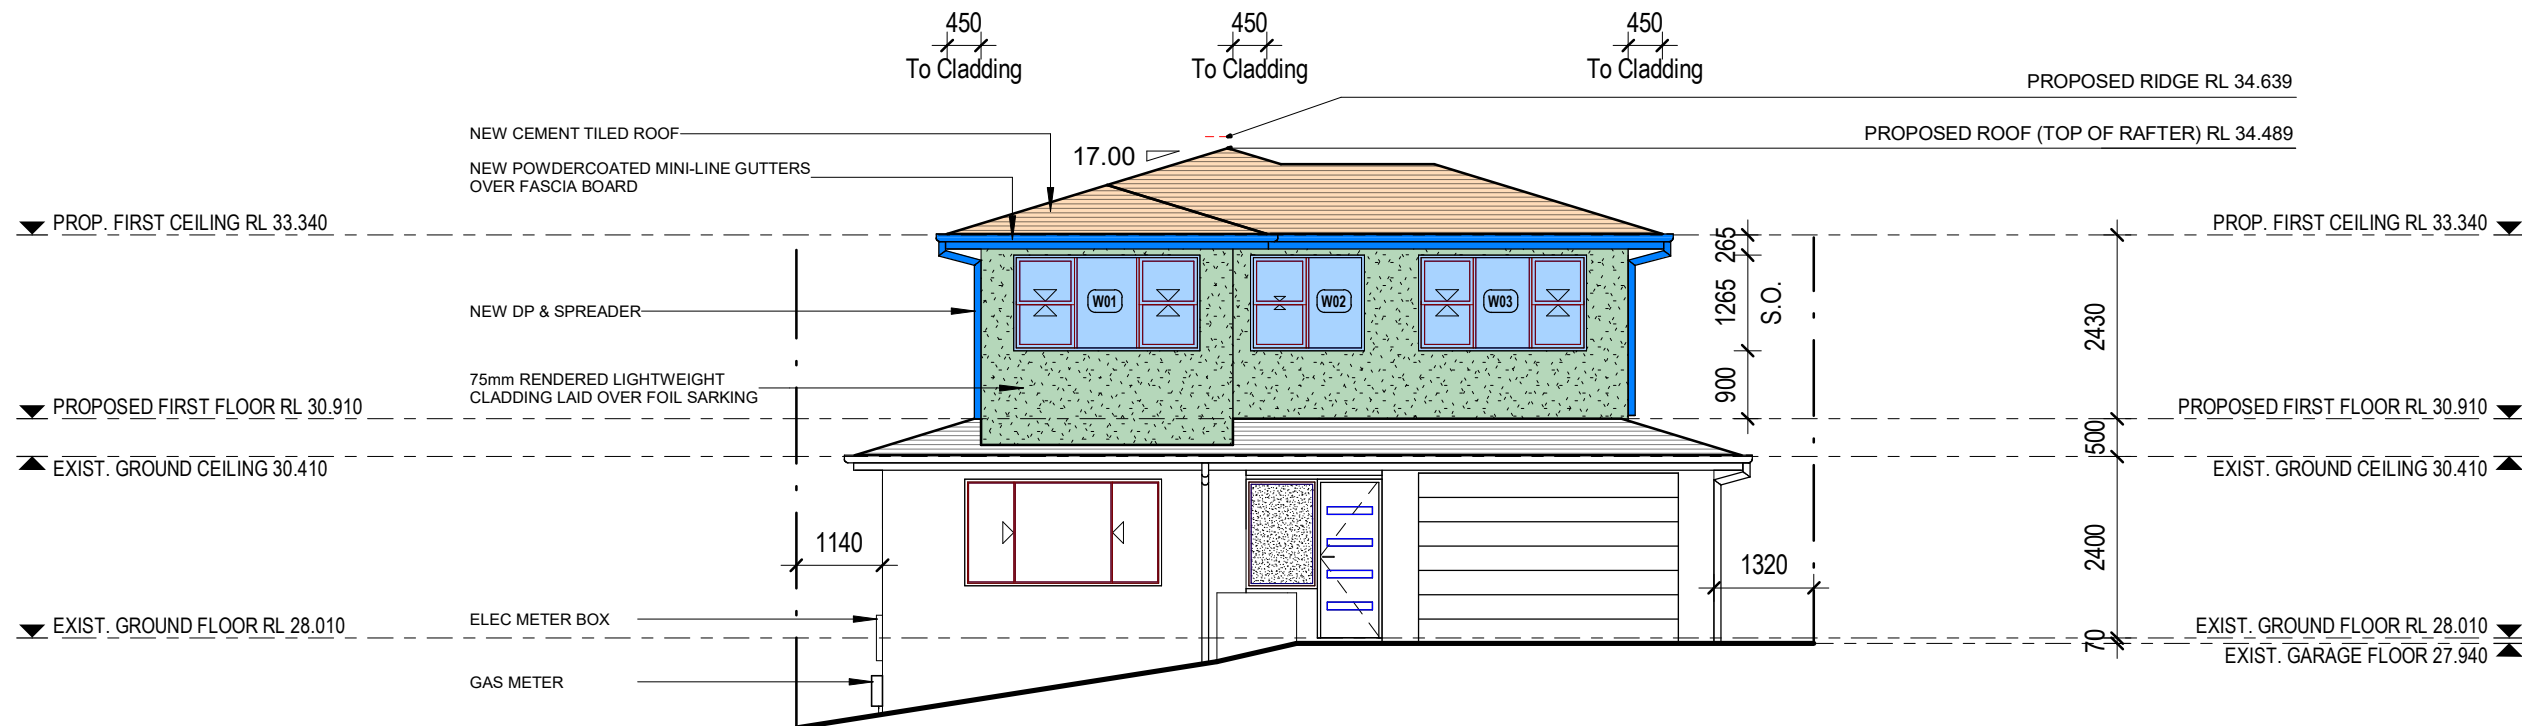 450
450
450
To Cladding
To Cladding
To Cladding
PROPOSED RIDGE RL 34.639
NEW CEMENT TILED ROOF
PROPOSED ROOF (TOP OF RAFTER) RL 34.489
17.00
NEW POWDERCOATED MINI-LINE GUTTERS
OVER FASCIA BOARD
PROP. FIRST CEILING RL 33.340
PROP. FIRST CEILING RL 33.340
265
W01
W02
W03
1265
S.O.
2430
NEW DP & SPREADER
75mm RENDERED LIGHTWEIGHT
CLADDING LAID OVER FOIL SARKING
900
PROPOSED FIRST FLOOR RL 30.910
PROPOSED FIRST FLOOR RL 30.910
500
EXIST. GROUND CEILING 30.410
EXIST. GROUND CEILING 30.410
1140
2400
1320
ELEC METER BOX
EXIST. GROUND FLOOR RL 28.010
EXIST. GROUND FLOOR RL 28.010
70
EXIST. GARAGE FLOOR 27.940
GAS METER